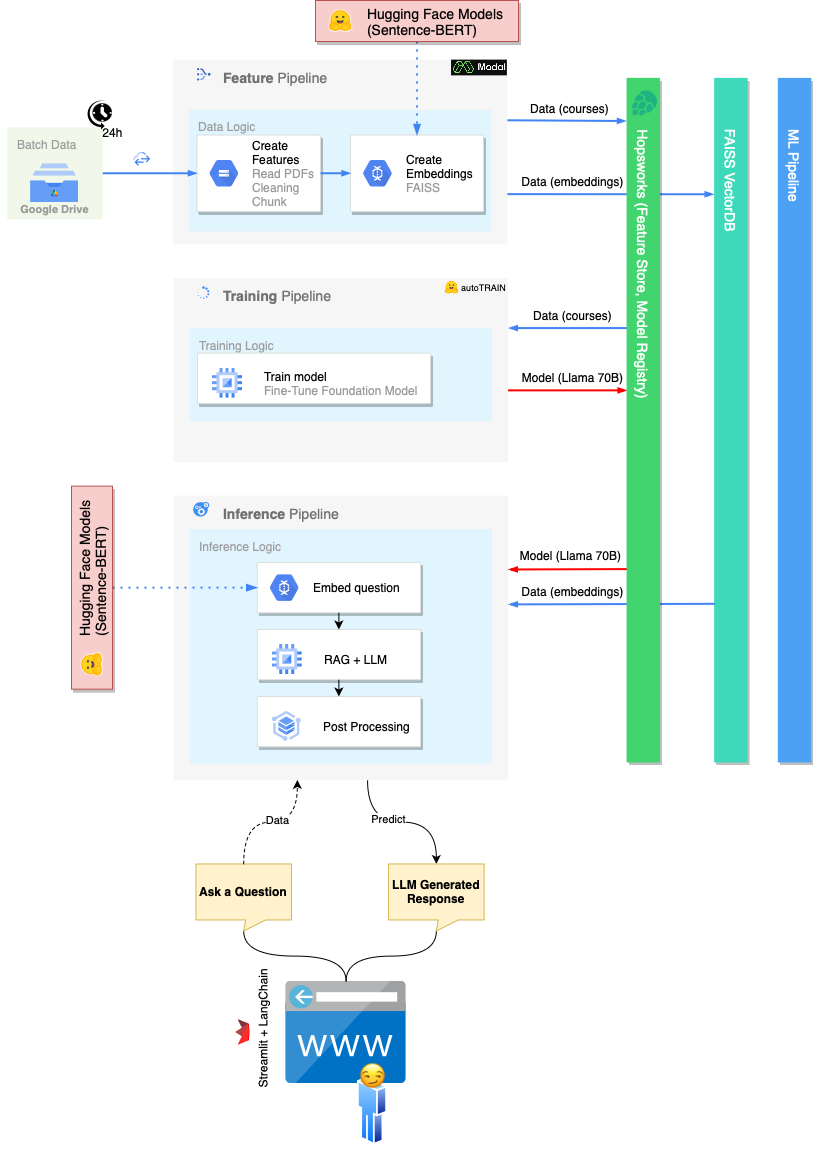 Hugging Face Models
(Sentence-BERT)
Modal
Feature Pipeline
24h
Batch Data
Google Drive
Data Logic
Create
Features
Read PDFs
Cleaning
Chunk
Create
Embeddings
FAISS
Data (courses)
Data (embeddings)
Hopsworks (Feature Store, Model Registry)
FAISS VectorDB
ML Pipeline
Training Pipeline
autoTRAIN
Training Logic
Train model
Fine-Tune Foundation Model
Data (courses)
Model (Llama 70B)
Hugging Face Models
(Sentence-BERT)
Inference Pipeline
Inference Logic
Embed question
RAG + LLM
Post Processing
Model (Llama 70B)
Data (embeddings)
Data
Predict
Ask a Question
LLM Generated
Response
Streamlit + LangChain
WWW